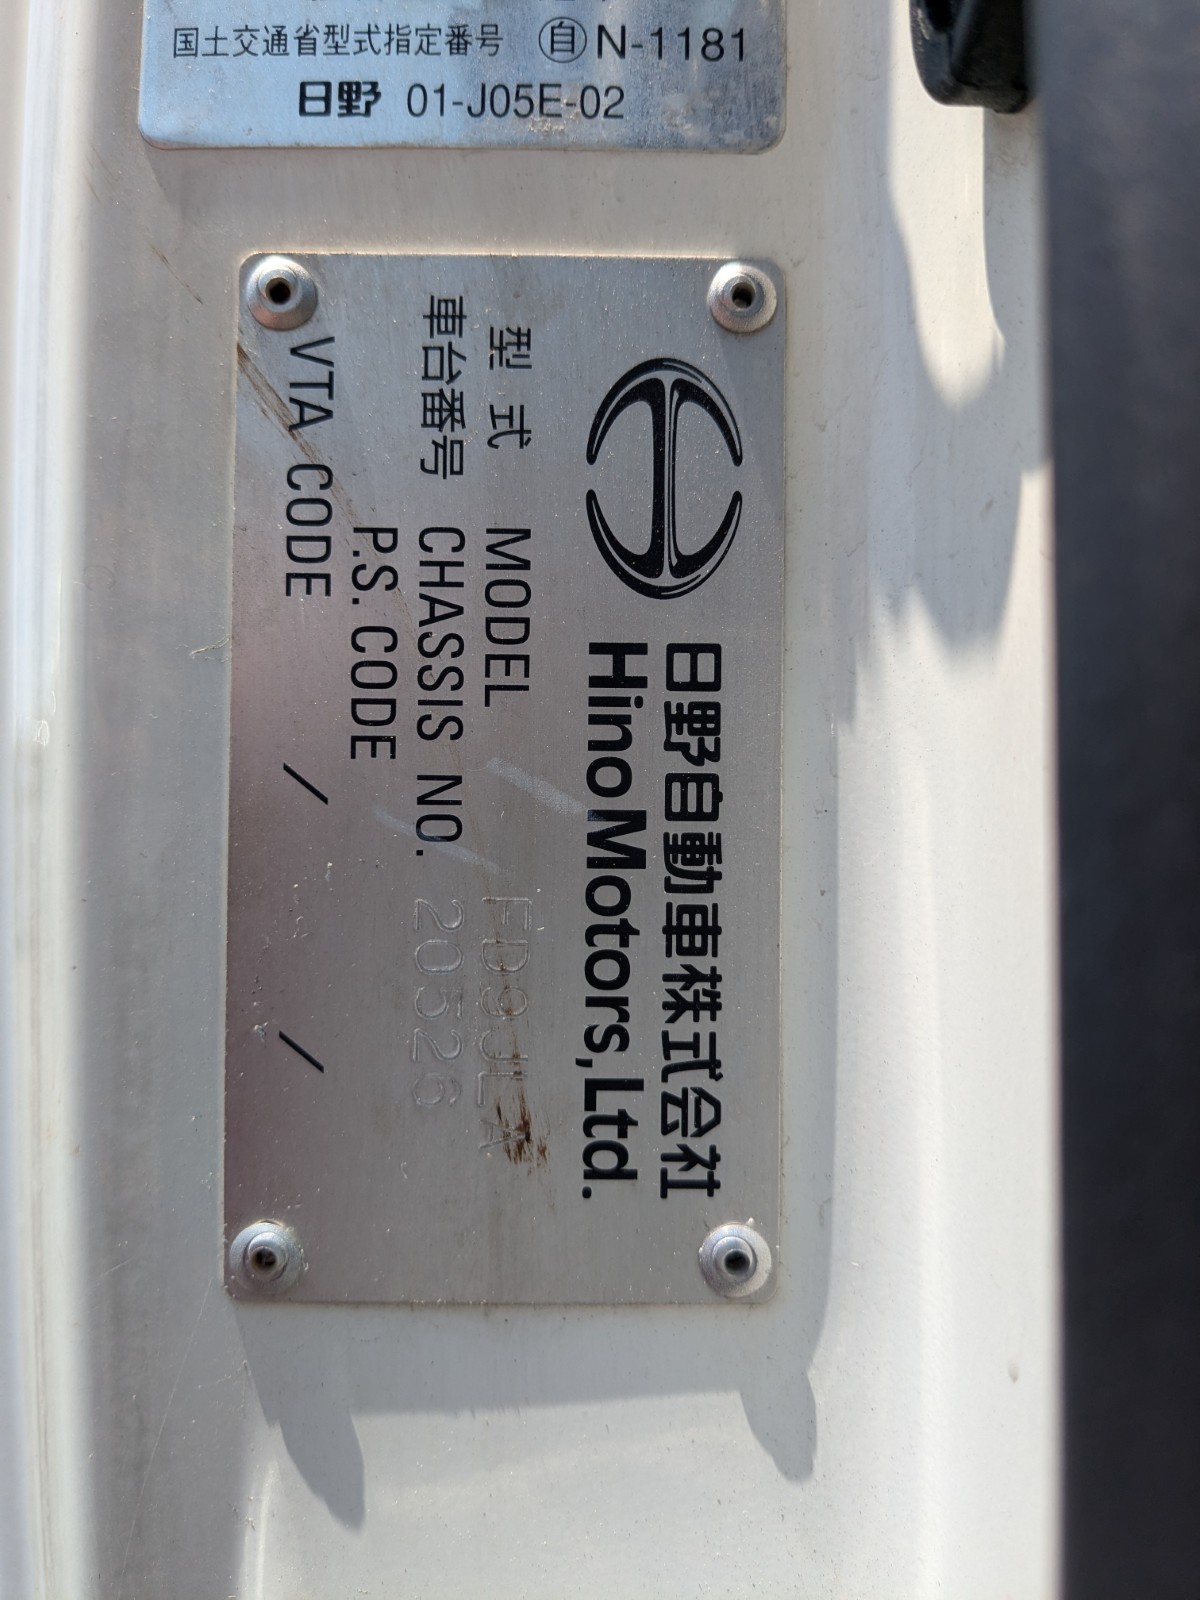 国土交通省型式指定番号 ㊀自 N-1181
日野 01-J05E-02
日野自動車株式会社
Hino Motors, Ltd.
型式 MODEL FD9JLA
車台番号 CHASSIS NO. 20526
P.S. CODE
VTA CODE / /